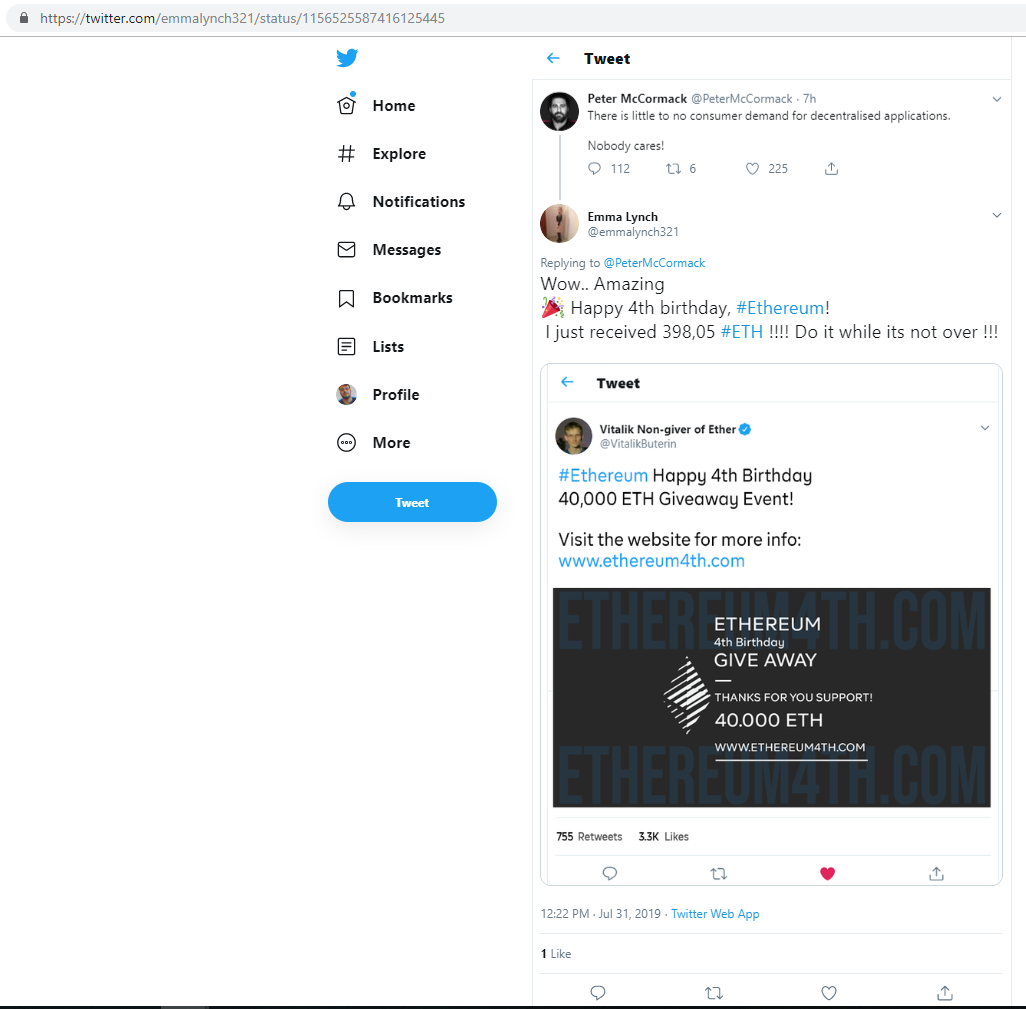 https://twitter.com/emmalynch321/status/1156525587416125445
Home
Explore
Notifications
Messages
Bookmarks
Lists
Profile
More
Tweet
Tweet
Peter McCormack @PeterMcCormack · 7h
There is little to no consumer demand for decentralised applications.
Nobody cares!
112 6 225
Emma Lynch
@emmalynch321
Replying to @PeterMcCormack
Wow.. Amazing
🎉 Happy 4th birthday, #Ethereum!
I just received 398,05 #ETH !!!! Do it while its not over !!!
Tweet
Vitalik Non-giver of Ether
@VitalikButerin
#Ethereum Happy 4th Birthday
40,000 ETH Giveaway Event!
Visit the website for more info:
www.ethereum4th.com
ETHEREUM4TH.COM
ETHEREUM
4th Birthday
GIVE AWAY
THANKS FOR YOU SUPPORT!
40.000 ETH
WWW.ETHEREUM4TH.COM
ETHEREUM4TH.COM
755 Retweets 3.3K Likes
12:22 PM · Jul 31, 2019 · Twitter Web App
1 Like